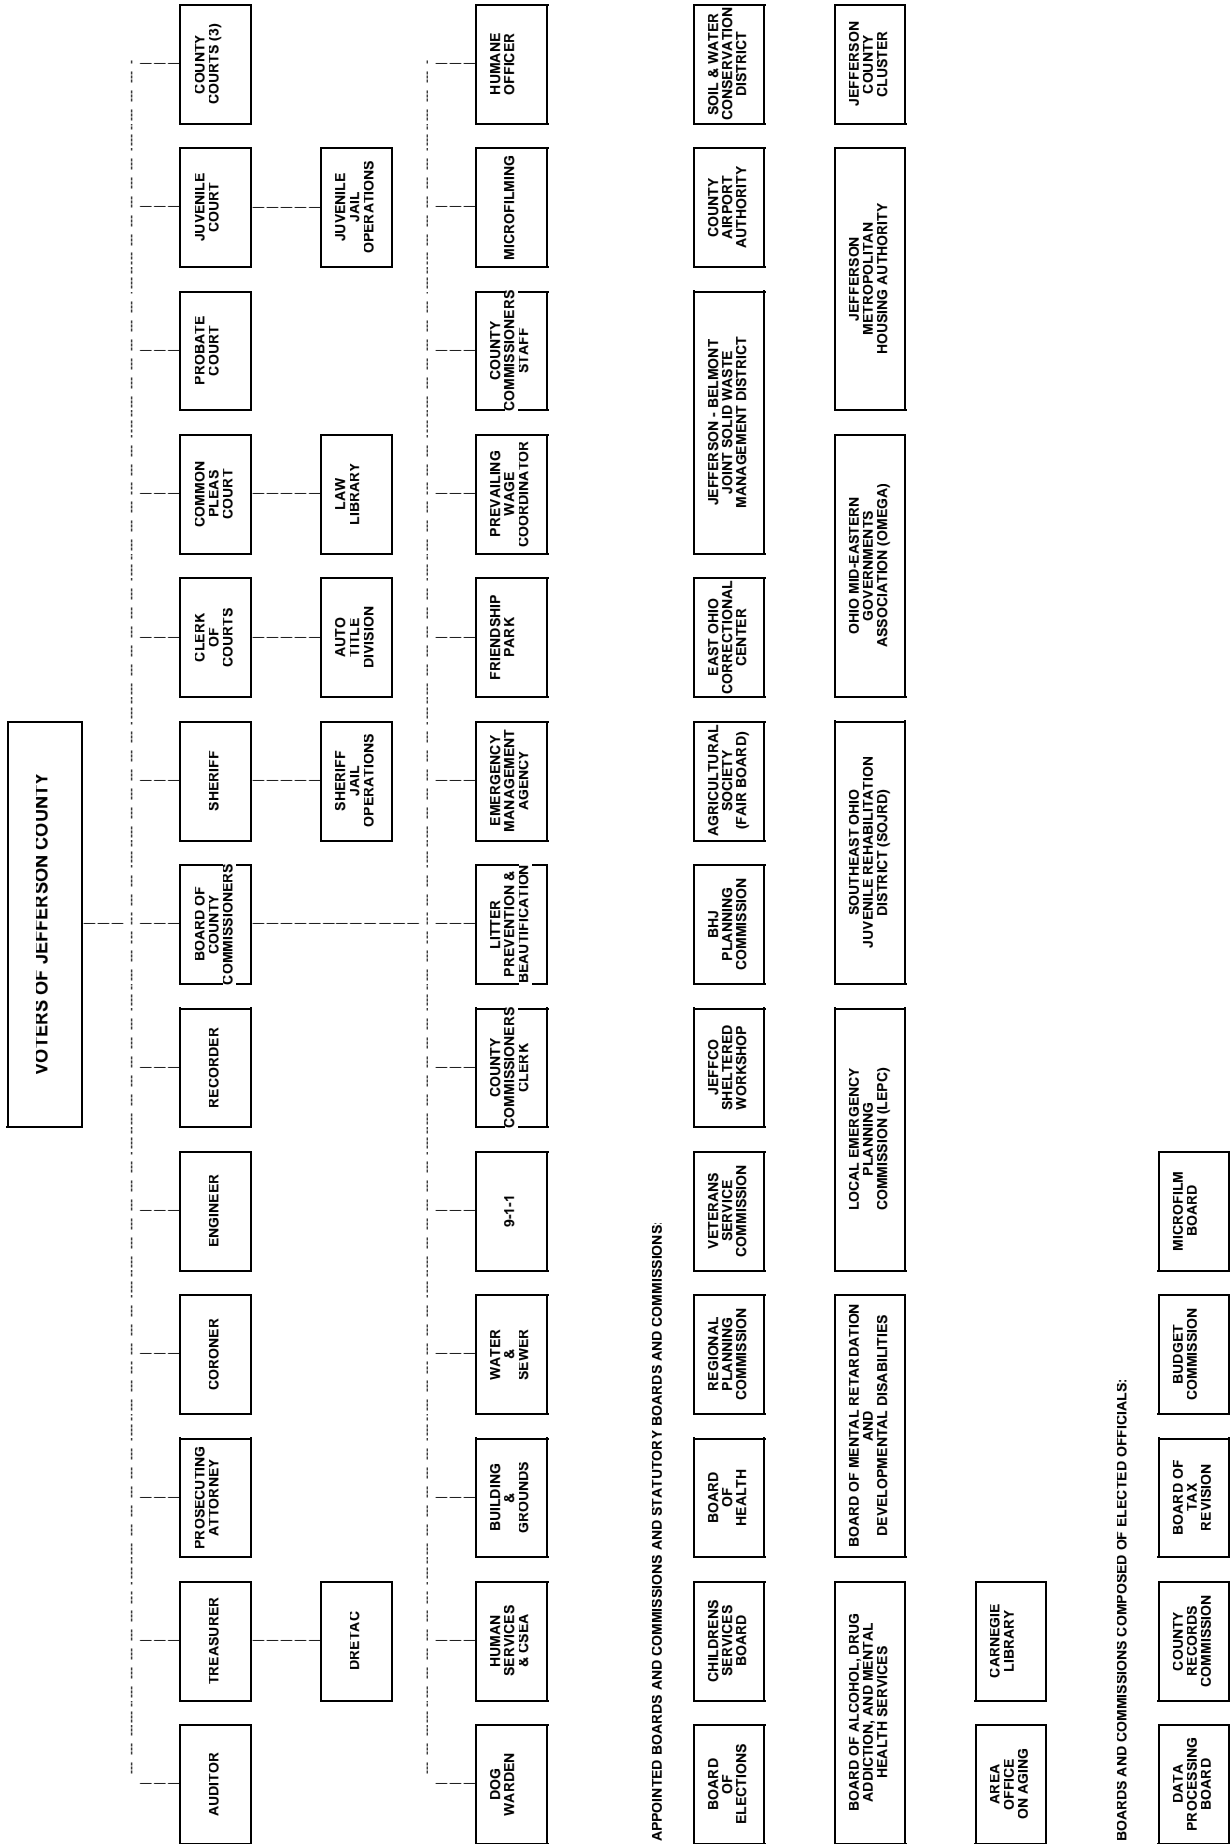 VOTERS OF JEFFERSON COUNTY
AUDITOR
TREASURER
PROSECUTING
ATTORNEY
CORONER
ENGINEER
RECORDER
BOARD OF
COUNTY
COMMISSIONERS
SHERIFF
CLERK
OF
COURTS
COMMON
PLEAS
COURT
PROBATE
COURT
JUVENILE
COURT
COUNTY
COURTS (3)
DRETAC
SHERIFF
JAIL
OPERATIONS
AUTO
TITLE
DIVISION
LAW
LIBRARY
JUVENILE
JAIL
OPERATIONS
DOG
WARDEN
HUMAN
SERVICES
& CSEA
BUILDING
&
GROUNDS
WATER
&
SEWER
9-1-1
COUNTY
COMMISSIONERS
CLERK
LITTER
PREVENTION &
BEAUTIFICATION
EMERGENCY
MANAGEMENT
AGENCY
FRIENDSHIP
PARK
PREVAILING
WAGE
COORDINATOR
COUNTY
COMMISSIONERS
STAFF
MICROFILMING
HUMANE
OFFICER
APPOINTED BOARDS AND COMMISSIONS AND STATUTORY BOARDS AND COMMISSIONS:
BOARD
OF
ELECTIONS
CHILDRENS
SERVICES
BOARD
BOARD
OF
HEALTH
REGIONAL
PLANNING
COMMISSION
VETERANS
SERVICE
COMMISSION
JEFFCO
SHELTERED
WORKSHOP
BHJ
PLANNING
COMMISSION
AGRICULTURAL
SOCIETY
(FAIR BOARD)
EAST OHIO
CORRECTIONAL
CENTER
JEFFERSON - BELMONT
JOINT SOLID WASTE
MANAGEMENT DISTRICT
COUNTY
AIRPORT
AUTHORITY
SOIL & WATER
CONSERVATION
DISTRICT
BOARD OF ALCOHOL, DRUG
ADDICTION, AND MENTAL
HEALTH SERVICES
BOARD OF MENTAL RETARDATION
AND
DEVELOPMENTAL DISABILITIES
LOCAL EMERGENCY
PLANNING
COMMISSION (LEPC)
SOUTHEAST OHIO
JUVENILE REHABILITATION
DISTRICT (SOJRD)
OHIO MID-EASTERN
GOVERNMENTS
ASSOCIATION (OMEGA)
JEFFERSON
METROPOLITAN
HOUSING AUTHORITY
JEFFERSON
COUNTY
CLUSTER
AREA
OFFICE
ON AGING
CARNEGIE
LIBRARY
BOARDS AND COMMISSIONS COMPOSED OF ELECTED OFFICIALS:
DATA
PROCESSING
BOARD
COUNTY
RECORDS
COMMISSION
BOARD OF
TAX
REVISION
BUDGET
COMMISSION
MICROFILM
BOARD